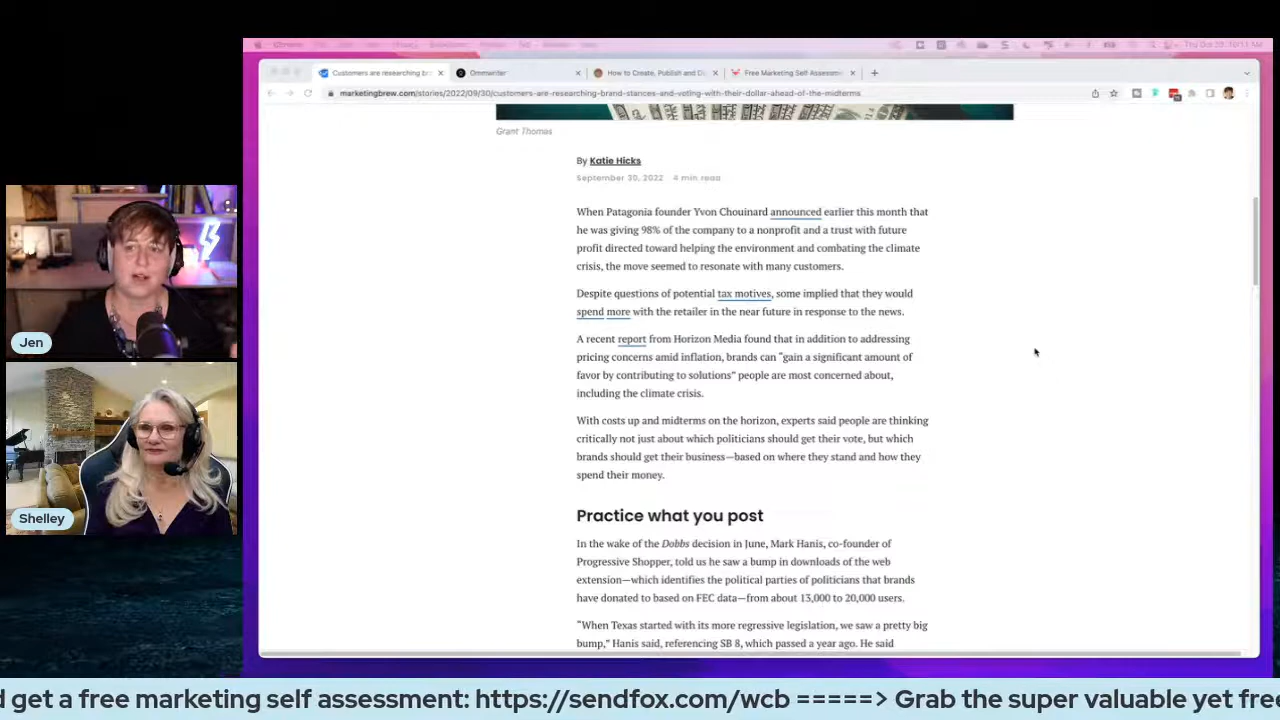 Chrome
Thu Oct 20 10:11 AM
Customers are researching br
Ommwriter
How to Create, Publish and Di
Free Marketing Self Assessm
marketingbrew.com/stories/2022/09/30/customers-are-researching-brand-stances-and-voting-with-their-dollar-ahead-of-the-midterms
Grant Thomas
By Katie Hicks
September 30, 2022 4 min read
When Patagonia founder Yvon Chouinard announced earlier this month that
he was giving 98% of the company to a nonprofit and a trust with future
profit directed toward helping the environment and combating the climate
crisis, the move seemed to resonate with many customers.
Despite questions of potential tax motives, some implied that they would
spend more with the retailer in the near future in response to the news.
A recent report from Horizon Media found that in addition to addressing
pricing concerns amid inflation, brands can “gain a significant amount of
favor by contributing to solutions” people are most concerned about,
including the climate crisis.
With costs up and midterms on the horizon, experts said people are thinking
critically not just about which politicians should get their vote, but which
brands should get their business—based on where they stand and how they
spend their money.
Practice what you post
In the wake of the Dobbs decision in June, Mark Hanis, co-founder of
Progressive Shopper, told us he saw a bump in downloads of the web
extension—which identifies the political parties of politicians that brands
have donated to based on FEC data—from about 13,000 to 20,000 users.
“When Texas started with its more regressive legislation, we saw a pretty big
bump,” Hanis said, referencing SB 8, which passed a year ago. He said
Jen
Shelley
d get a free marketing self assessment: https://sendfox.com/wcb =====> Grab the super valuable yet free